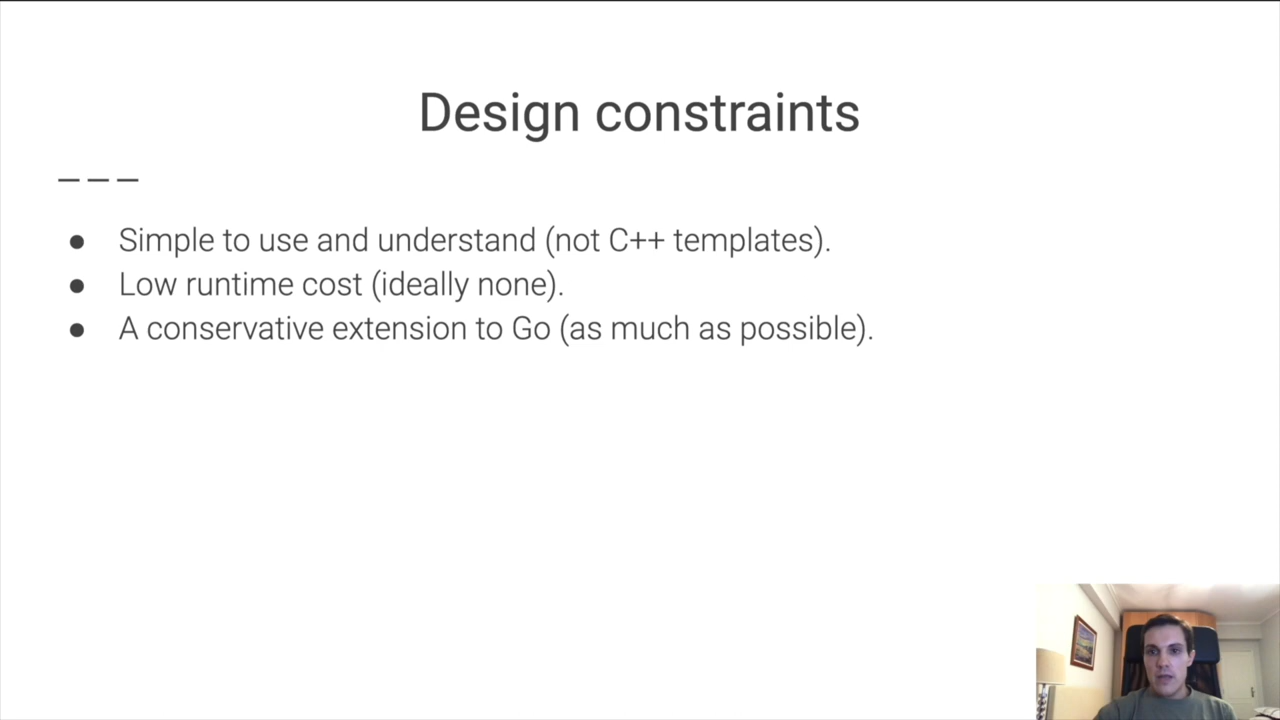 Design constraints
● Simple to use and understand (not C++ templates).
● Low runtime cost (ideally none).
● A conservative extension to Go (as much as possible).